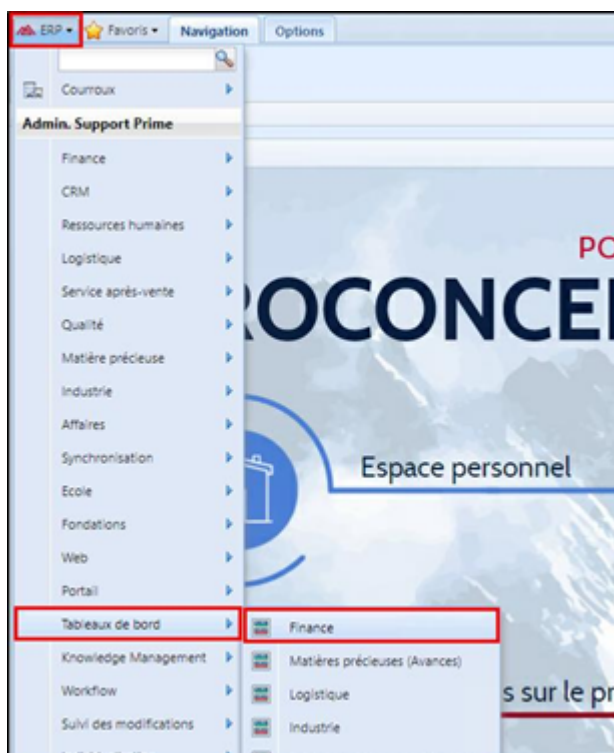 ERP Favoris Navigation Options
Courroux
Admin. Support Prime
Finance
CRM
Ressources humaines
Logistique
Service après-vente
Qualité
Matière précieuse
Industrie
Affaires
Synchronisation
Ecole
Fondations
Web
Portail
Tableaux de bord
Knowledge Management
Workflow
Suivi des modifications
Finance
Matières précieuses (Avances)
Logistique
Industrie
PO
OCONCE
Espace personnel
s sur le pr